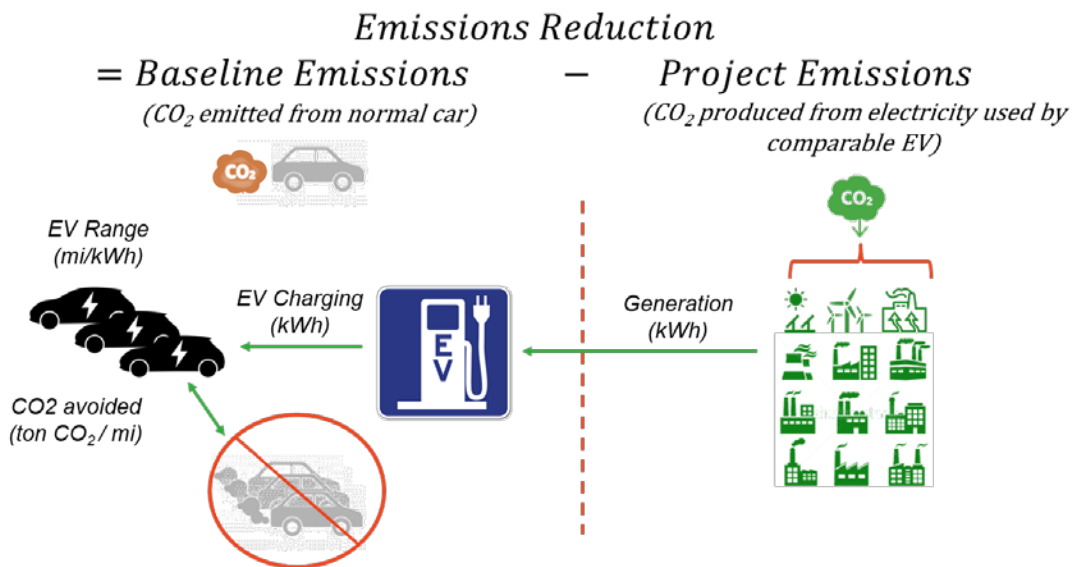 Emissions Reduction
= Baseline Emissions − Project Emissions
(CO₂ emitted from normal car)
(CO₂ produced from electricity used by
comparable EV)
CO₂
CO₂
EV Range
(mi/kWh)
EV Charging
(kWh)
EV
Generation
(kWh)
CO2 avoided
(ton CO₂ / mi)